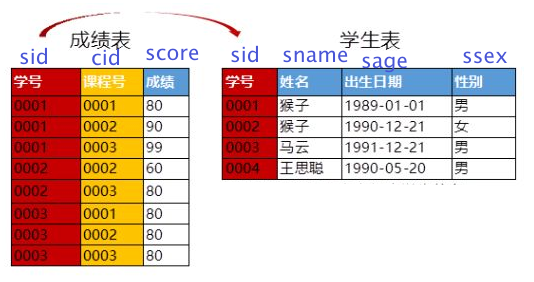 成绩表
sid cid score
学号 课程号 成绩
0001 0001 80
0001 0002 90
0001 0003 99
0002 0002 60
0002 0003 80
0003 0001 80
0003 0002 80
0003 0003 80
学生表
sid sname sage ssex
学号 姓名 出生日期 性别
0001 猴子 1989-01-01 男
0002 猴子 1990-12-21 女
0003 马云 1991-12-21 男
0004 王思聪 1990-05-20 男